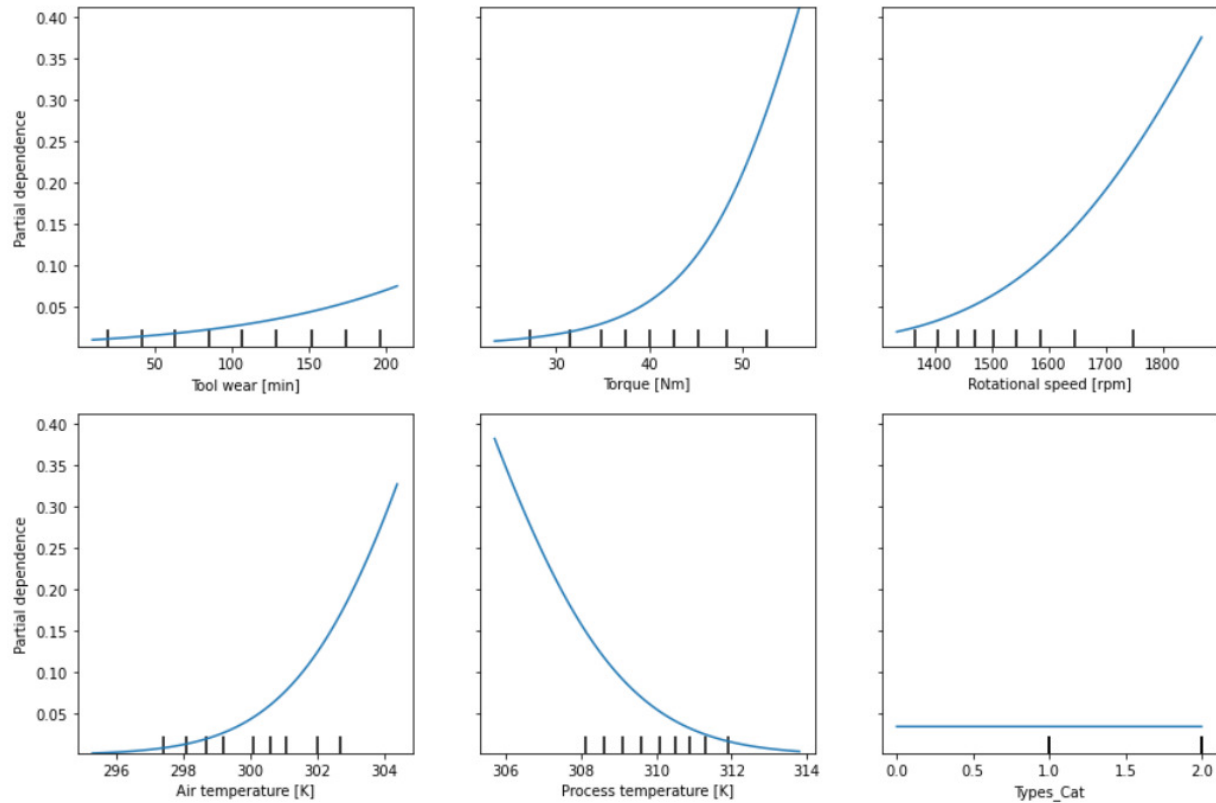 0.40
0.35
0.30
0.25
0.20
0.15
0.10
0.05
Partial dependence
50 100 150 200
Tool wear [min]
30 40 50
Torque [Nm]
1400 1500 1600 1700 1800
Rotational speed [rpm]
0.40
0.35
0.30
0.25
0.20
0.15
0.10
0.05
Partial dependence
296 298 300 302 304
Air temperature [K]
306 308 310 312 314
Process temperature [K]
0.0 0.5 1.0 1.5 2.0
Types_Cat